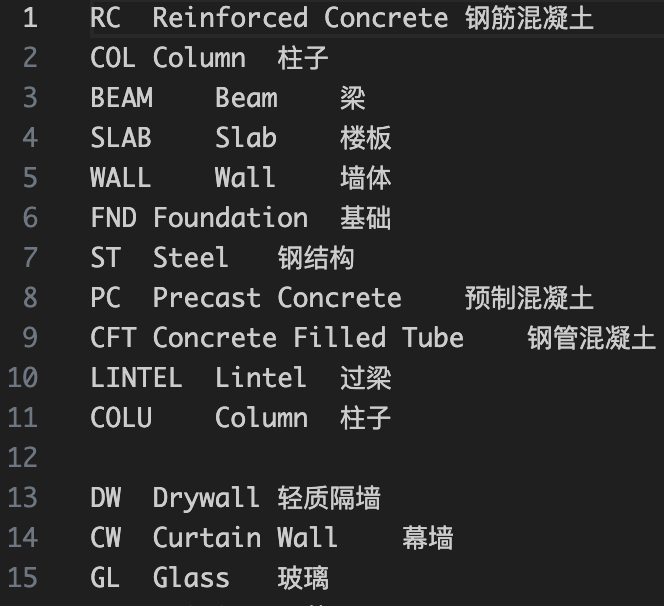 1 RC Reinforced Concrete 钢筋混凝土
2 COL Column 柱子
3 BEAM Beam 梁
4 SLAB Slab 楼板
5 WALL Wall 墙体
6 FND Foundation 基础
7 ST Steel 钢结构
8 PC Precast Concrete 预制混凝土
9 CFT Concrete Filled Tube 钢管混凝土
10 LINTEL Lintel 过梁
11 COLU Column 柱子
12
13 DW Drywall 轻质隔墙
14 CW Curtain Wall 幕墙
15 GL Glass 玻璃